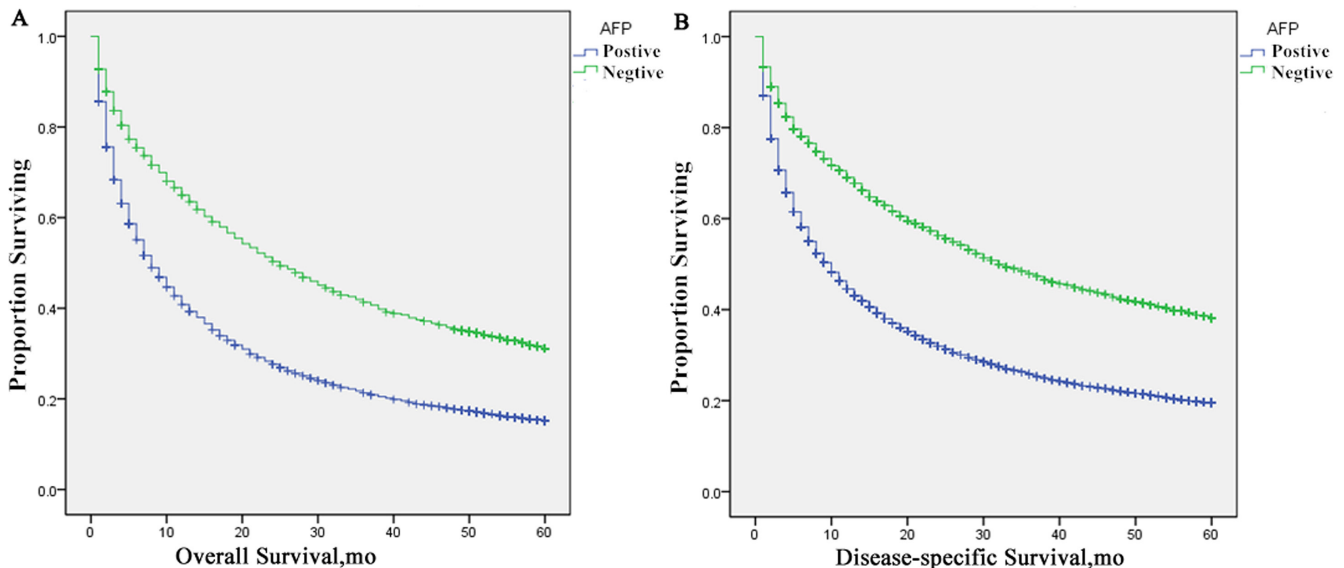 A
AFP
Postive
Negtive
Proportion Surviving
1.0
0.8
0.6
0.4
0.2
0.0
0 10 20 30 40 50 60
Overall Survival,mo
B
AFP
Postive
Negtive
Proportion Surviving
1.0
0.8
0.6
0.4
0.2
0.0
0 10 20 30 40 50 60
Disease-specific Survival,mo